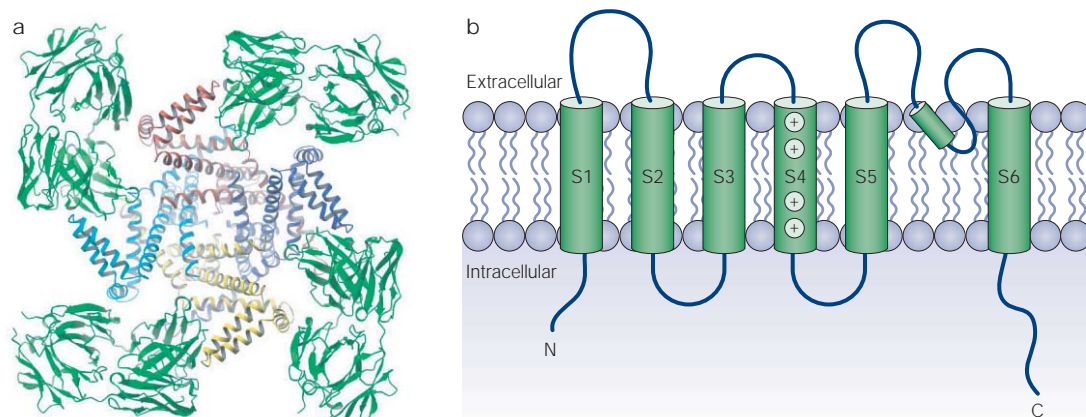 a
b
Extracellular
+
+
S1 S2 S3 S4 S5 S6
+
+
Intracellular
N
C